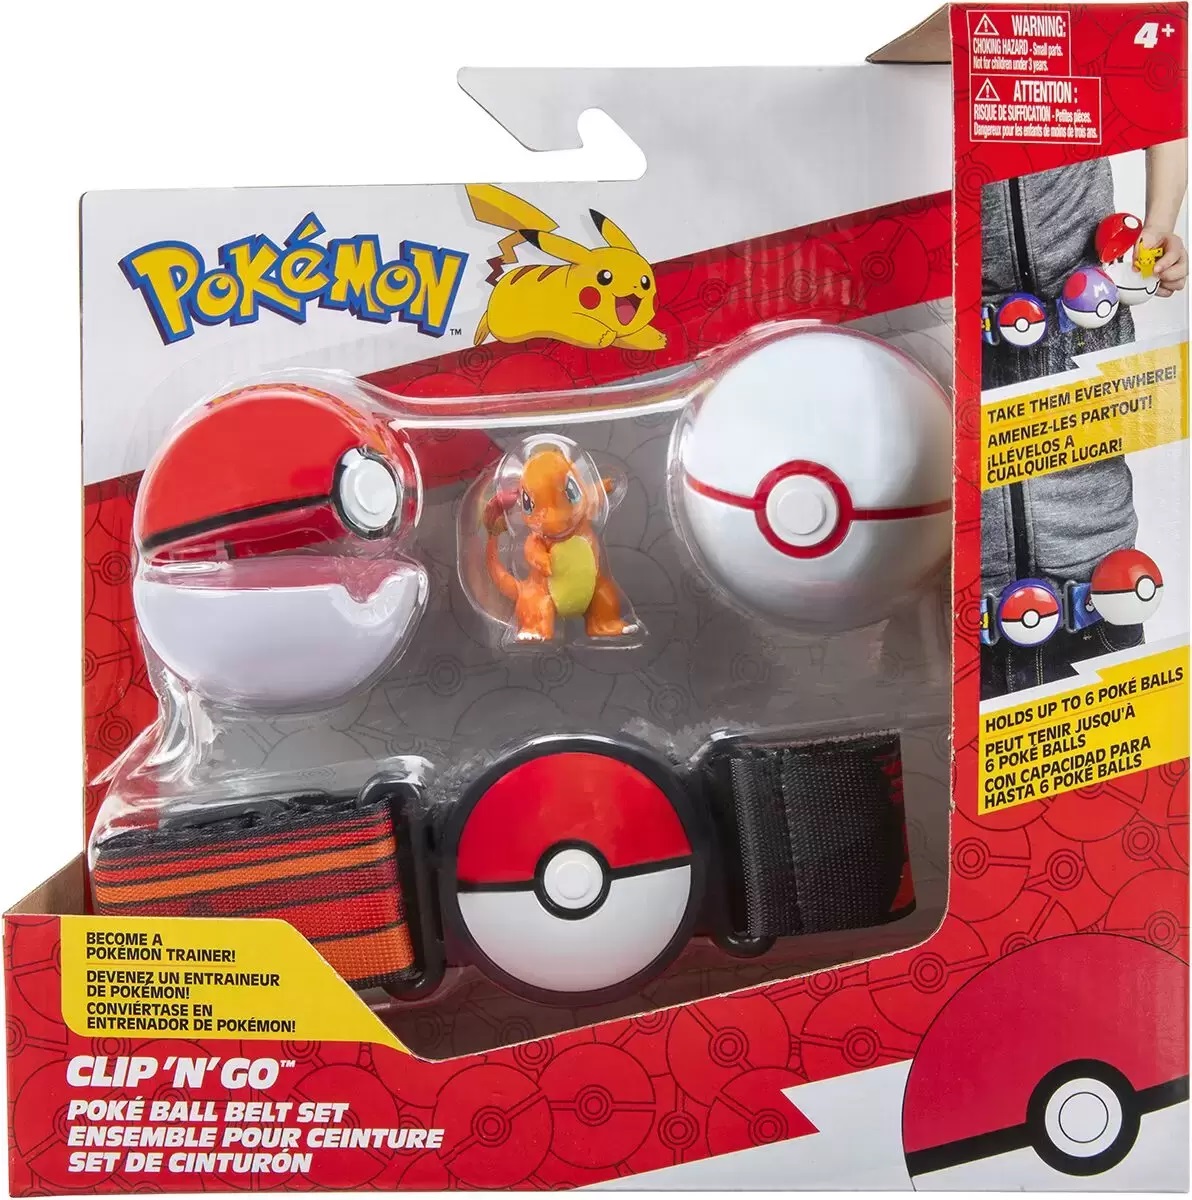 WARNING:
CHOKING HAZARD - Small parts.
Not for children under 3 years.
4+
ATTENTION :
RISQUE DE SUFFOCATION - Petites pièces.
Dangereux pour les enfants de moins de trois ans.
POKÉMON™
TAKE THEM EVERYWHERE!
AMENEZ-LES PARTOUT!
¡LLÉVELOS A
CUALQUIER LUGAR!
HOLDS UP TO 6 POKÉ BALLS
PEUT TENIR JUSQU'À
6 POKÉ BALLS
CON CAPACIDAD PARA
HASTA 6 POKÉ BALLS
BECOME A
POKÉMON TRAINER!
DEVENEZ UN ENTRAINEUR
DE POKÉMON!
CONVIÉRTASE EN
ENTRENADOR DE POKÉMON!
CLIP 'N' GO™
POKÉ BALL BELT SET
ENSEMBLE POUR CEINTURE
SET DE CINTURÓN